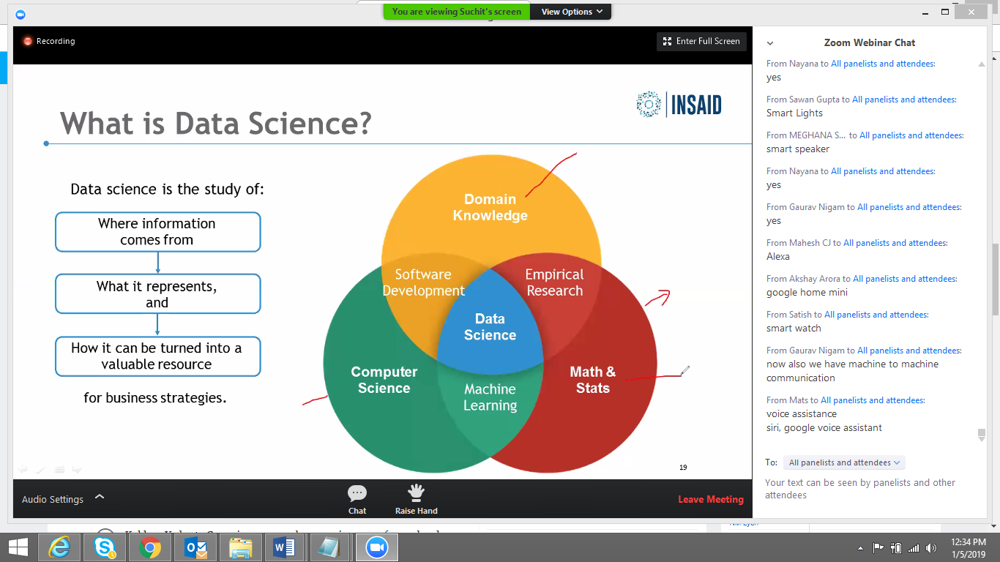 You are viewing Suchit's screen
View Options
Recording
Enter Full Screen
What is Data Science?
INSAID
Data science is the study of:
Where information
comes from
What it represents,
and
How it can be turned into a
valuable resource
for business strategies.
Domain
Knowledge
Software
Development
Empirical
Research
Data
Science
Computer
Science
Math &
Stats
Machine
Learning
19
Audio Settings
Chat
Raise Hand
Leave Meeting
Zoom Webinar Chat
From Nayana to All panelists and attendees:
yes
From Sawan Gupta to All panelists and attendees:
Smart Lights
From MEGHANA S... to All panelists and attendees:
smart speaker
From Nayana to All panelists and attendees:
yes
From Gaurav Nigam to All panelists and attendees:
yes
From Mahesh CJ to All panelists and attendees:
Alexa
From Akshay Arora to All panelists and attendees:
google home mini
From Satish to All panelists and attendees:
smart watch
From Gaurav Nigam to All panelists and attendees:
now also we have machine to machine
communication
From Mats to All panelists and attendees:
voice assistance
siri, google voice assistant
To: All panelists and attendees
Your text can be seen by panelists and other
attendees
12:34 PM
1/5/2019